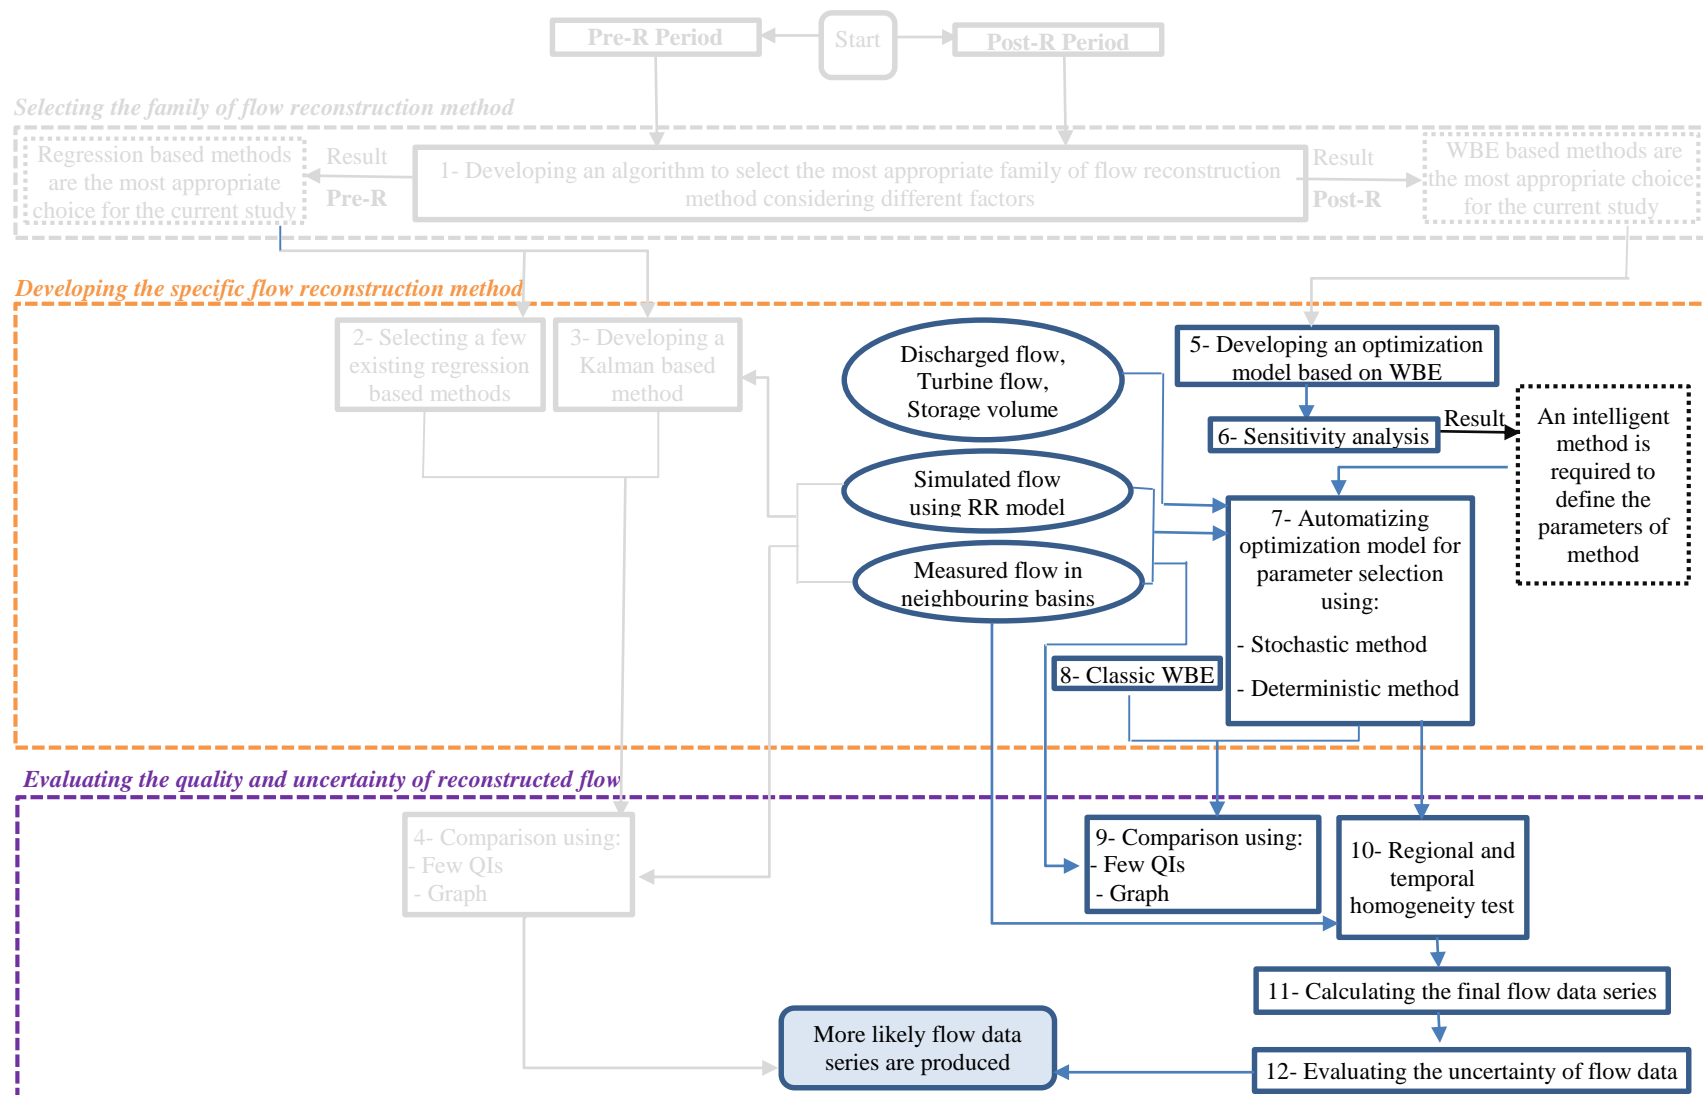 Pre-R Period
Start
Post-R Period
Selecting the family of flow reconstruction method
Regression based methods
are the most appropriate
choice for the current study
Result
Pre-R
1- Developing an algorithm to select the most appropriate family of flow reconstruction
method considering different factors
Result
Post-R
WBE based methods are
the most appropriate choice
for the current study
Developing the specific flow reconstruction method
2- Selecting a few
existing regression
based methods
3- Developing a
Kalman based
method
Discharged flow,
Turbine flow,
Storage volume
Simulated flow
using RR model
Measured flow in
neighbouring basins
5- Developing an optimization
model based on WBE
6- Sensitivity analysis
Result
An intelligent
method is
required to
define the
parameters of
method
7- Automatizing
optimization model for
parameter selection
using:
- Stochastic method
- Deterministic method
8- Classic WBE
Evaluating the quality and uncertainty of reconstructed flow
4- Comparison using:
- Few QIs
- Graph
9- Comparison using:
- Few QIs
- Graph
10- Regional and
temporal
homogeneity test
11- Calculating the final flow data series
12- Evaluating the uncertainty of flow data
More likely flow data
series are produced